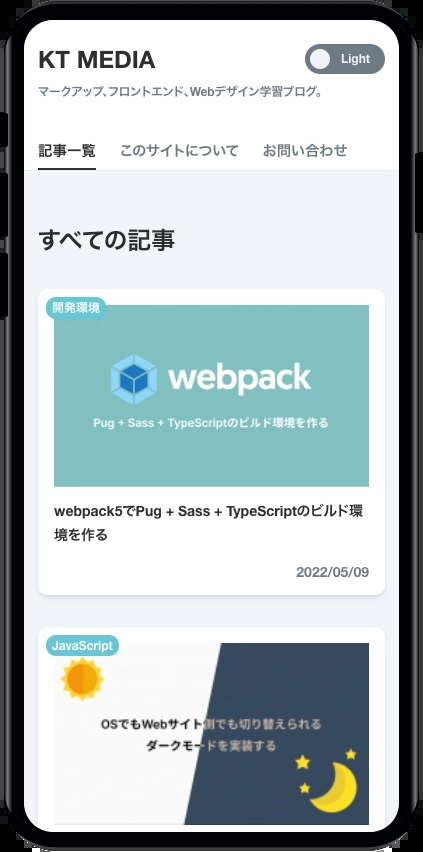 KT MEDIA
Light
マークアップ、フロントエンド、Webデザイン学習ブログ。
記事一覧 このサイトについて お問い合わせ
すべての記事
開発環境
webpack
Pug + Sass + TypeScriptのビルド環境を作る
webpack5でPug + Sass + TypeScriptのビルド環
境を作る
2022/05/09
JavaScript
OSでもWebサイト側でも切り替えられる
ダークモードを実装する